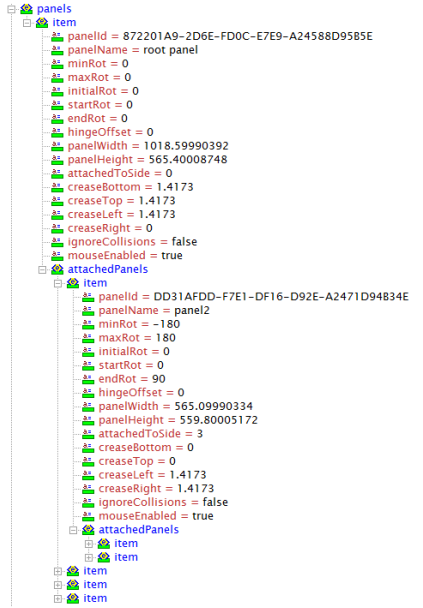 panels
item
panelId = 872201A9-2D6E-FD0C-E7E9-A24588D95B5E
panelName = root panel
minRot = 0
maxRot = 0
initialRot = 0
startRot = 0
endRot = 0
hingeOffset = 0
panelWidth = 1018.59990392
panelHeight = 565.40008748
attachedToSide = 0
creaseBottom = 1.4173
creaseTop = 1.4173
creaseLeft = 1.4173
creaseRight = 0
ignoreCollisions = false
mouseEnabled = true
attachedPanels
item
panelId = DD31AFDD-F7E1-DF16-D92E-A2471D94B34E
panelName = panel2
minRot = -180
maxRot = 180
initialRot = 0
startRot = 0
endRot = 90
hingeOffset = 0
panelWidth = 565.09990334
panelHeight = 559.80005172
attachedToSide = 3
creaseBottom = 0
creaseTop = 0
creaseLeft = 1.4173
creaseRight = 1.4173
ignoreCollisions = false
mouseEnabled = true
attachedPanels
item
item
item
item
item